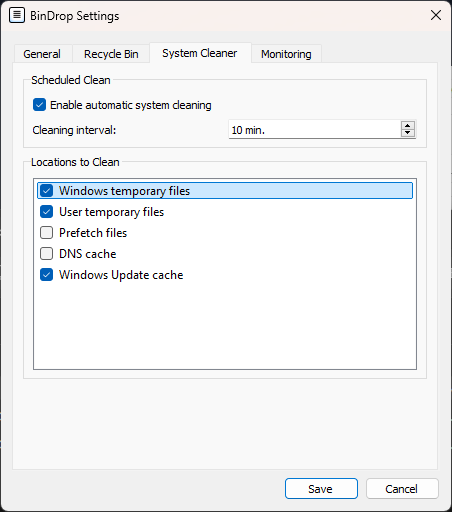 BinDrop Settings
General Recycle Bin System Cleaner Monitoring
Scheduled Clean
Enable automatic system cleaning
Cleaning interval: 10 min.
Locations to Clean
Windows temporary files
User temporary files
Prefetch files
DNS cache
Windows Update cache
Save Cancel